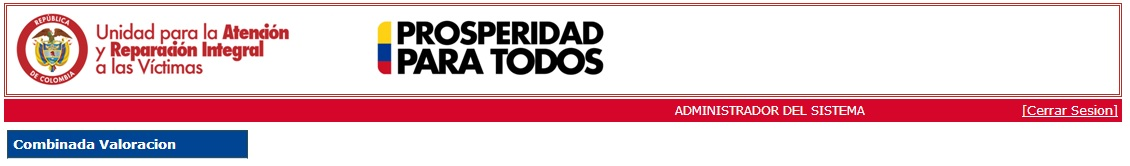 REPÚBLICA
DE COLOMBIA
Unidad para la Atención
y Reparación Integral
a las Víctimas
PROSPERIDAD
PARA TODOS
ADMINISTRADOR DEL SISTEMA [Cerrar Sesion]
Combinada Valoracion